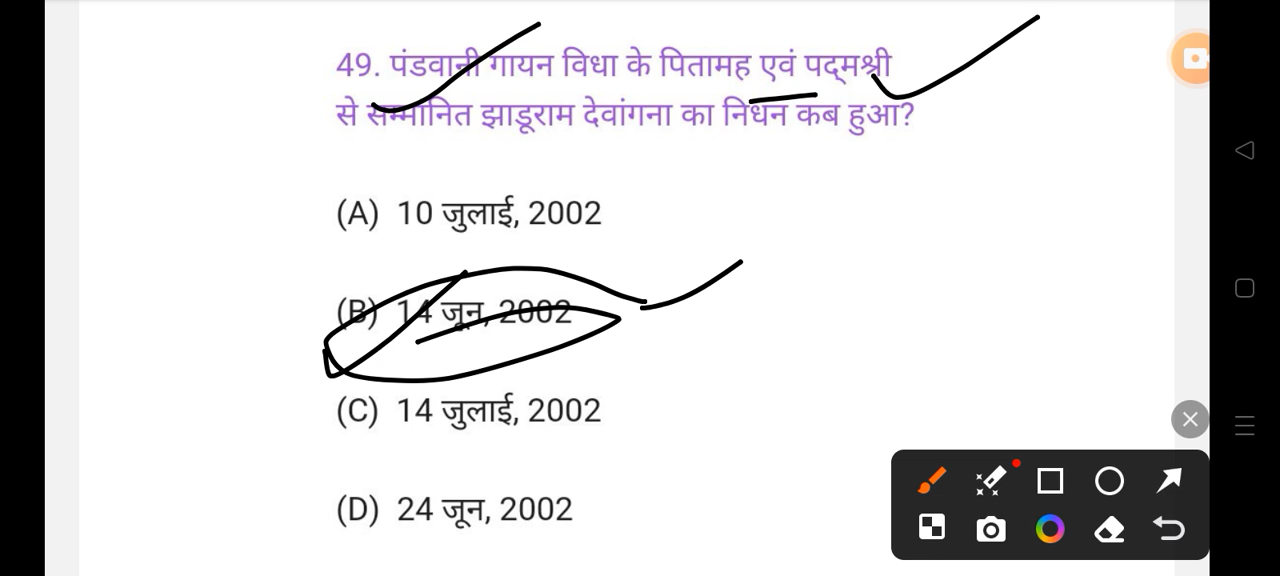 49. पंडवानी गायन विधा के पितामह एवं पद्मश्री
से सम्मानित झाडूराम देवांगना का निधन कब हुआ?
(A) 10 जुलाई, 2002
(B) 14 जून, 2002
(C) 14 जुलाई, 2002
(D) 24 जून, 2002